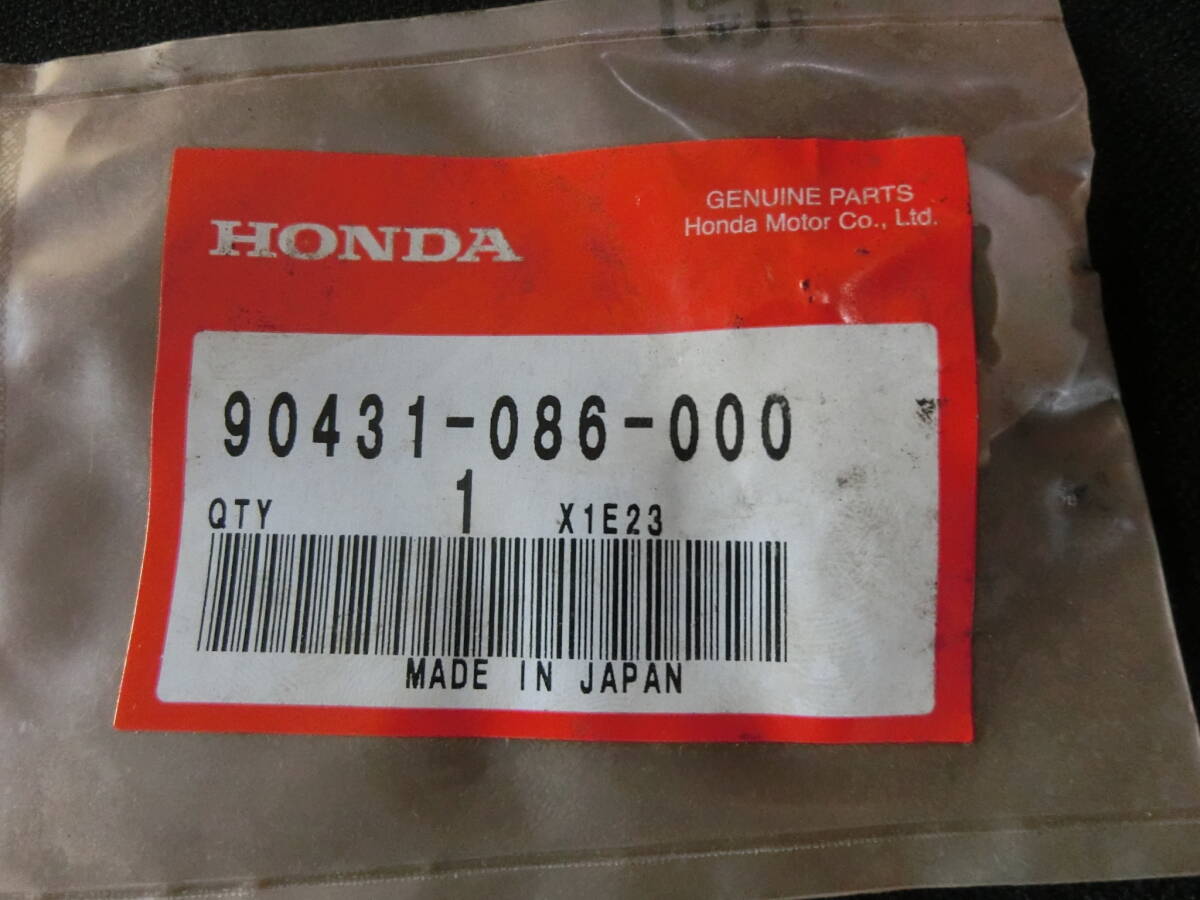 GENUINE PARTS
HONDA
Honda Motor Co., Ltd.
90431-086-000
QTY 1 X1E23
MADE IN JAPAN